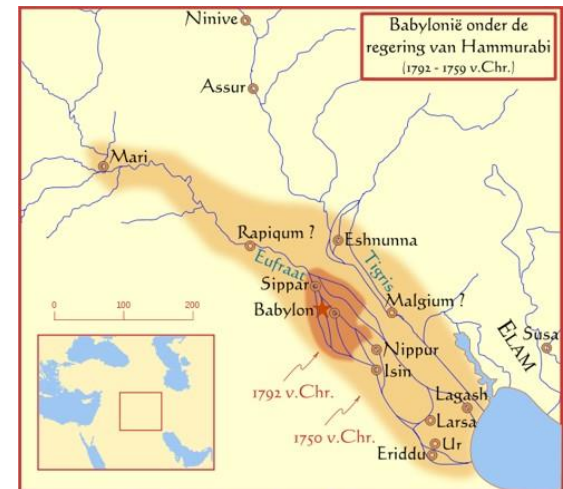 Ninive
Babylonië onder de
regering van Hammurabi
(1792 - 1759 v.Chr.)
Assur
Mari
Rapiqum ?
Eshnunna
Eufraat
Tigris
Sippar
Malgium ?
Babylon
0 100 200
ELAM
Susa
Nippur
Isin
1792 v.Chr.
Lagash
1750 v.Chr.
Larsa
Ur
Eriddu